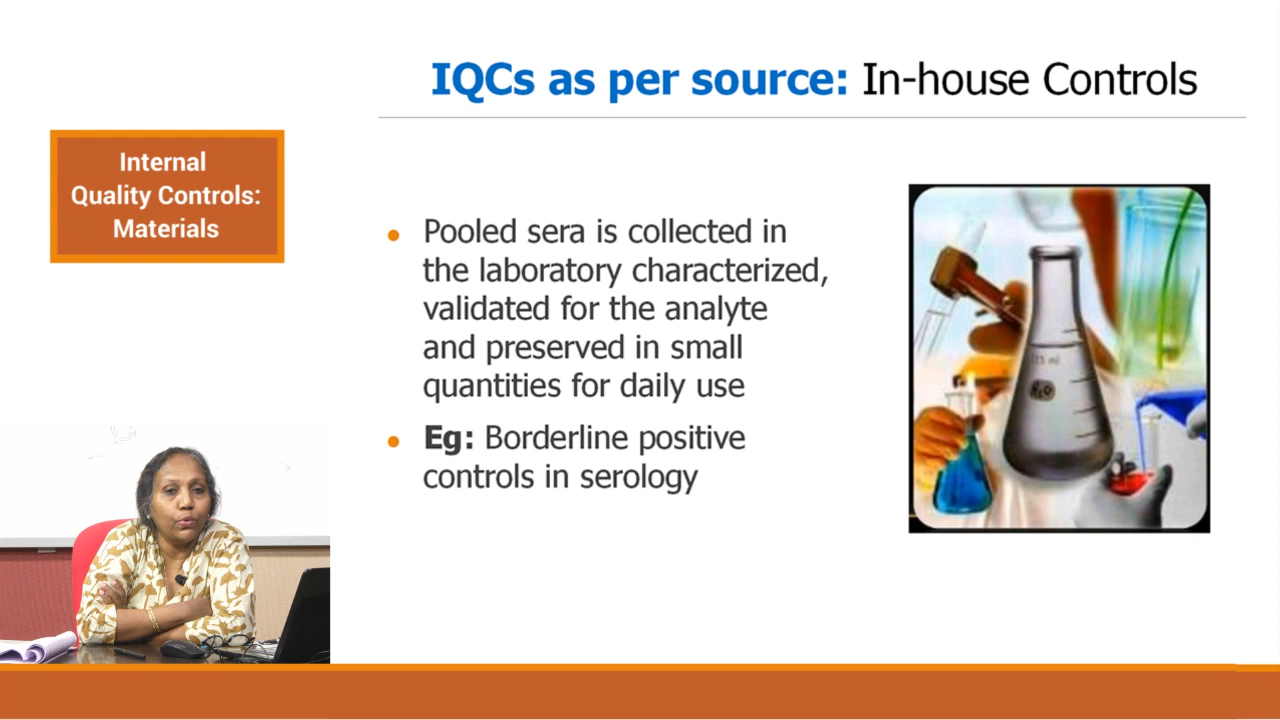 IQCs as per source: In-house Controls
Internal
Quality Controls:
Materials
Pooled sera is collected in
the laboratory characterized,
validated for the analyte
and preserved in small
quantities for daily use
Eg: Borderline positive
controls in serology
H2O